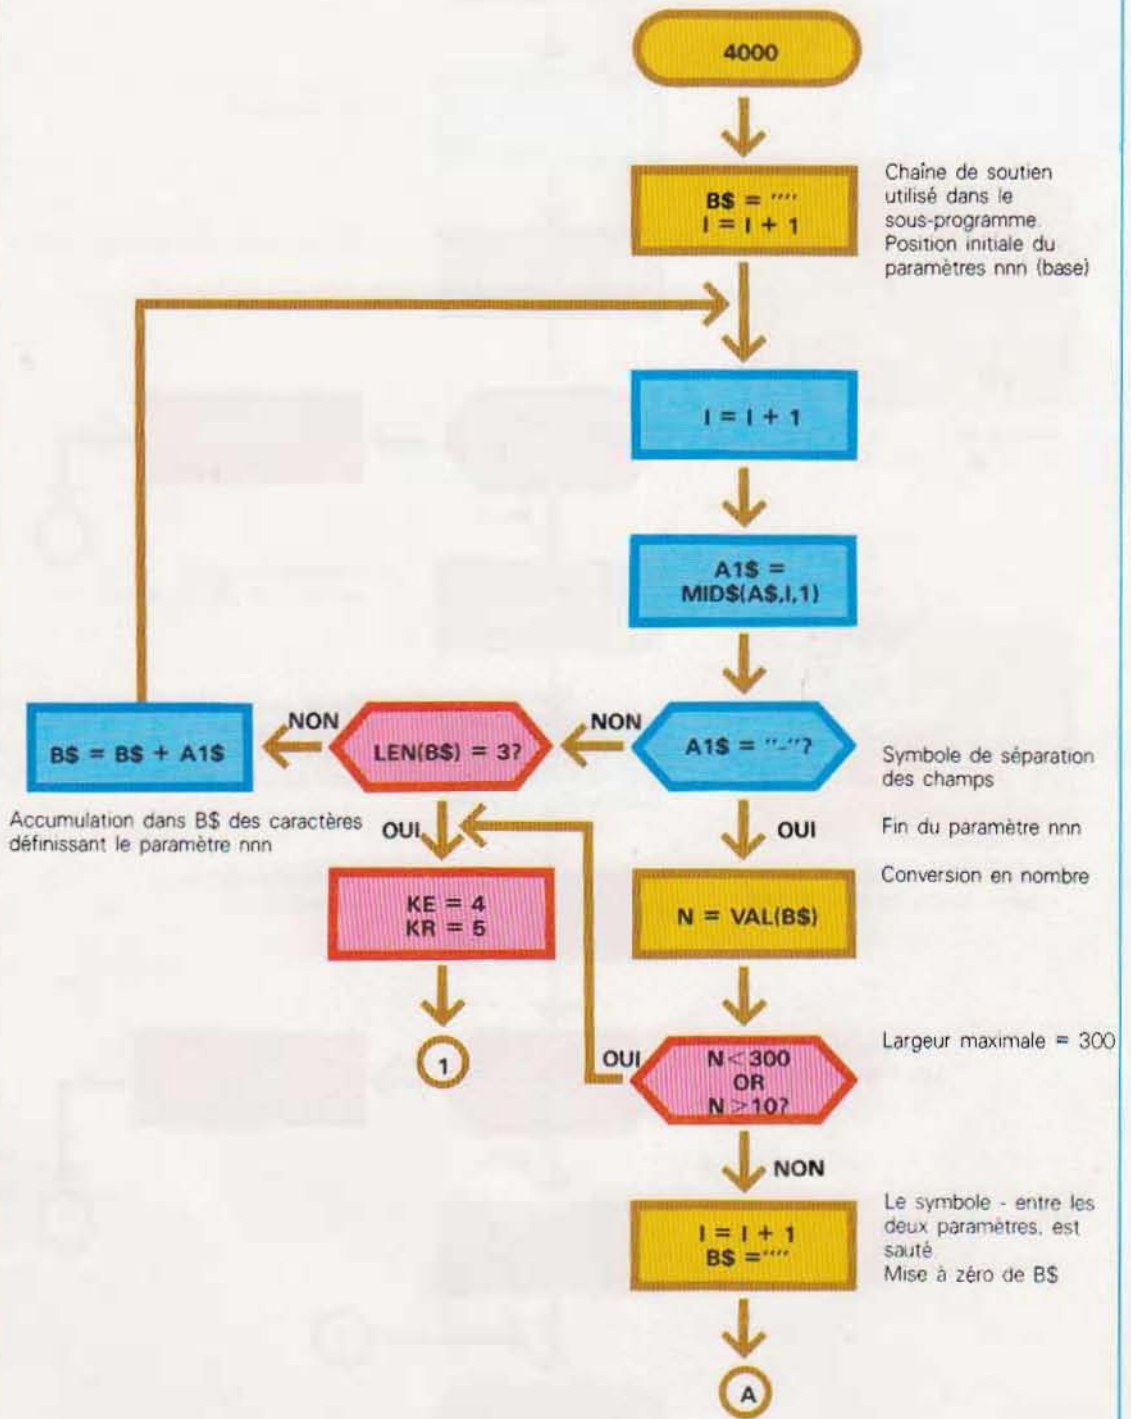 4000
B$ = ""
I = I + 1
Chaîne de soutien
utilisé dans le
sous-programme.
Position initiale du
paramètres nnn (base)
I = I + 1
A1$ =
MID$(A$,I,1)
B$ = B$ + A1$
NON
LEN(B$) = 3?
NON
A1$ = "-"?
Symbole de séparation
des champs
Accumulation dans B$ des caractères
définissant le paramètre nnn
OUI
OUI
Fin du paramètre nnn
KE = 4
KR = 5
N = VAL(B$)
Conversion en nombre
1
OUI
N<300
OR
N>10?
Largeur maximale = 300
NON
I = I + 1
B$ =""
Le symbole - entre les
deux paramètres, est
sauté
Mise à zéro de B$
A